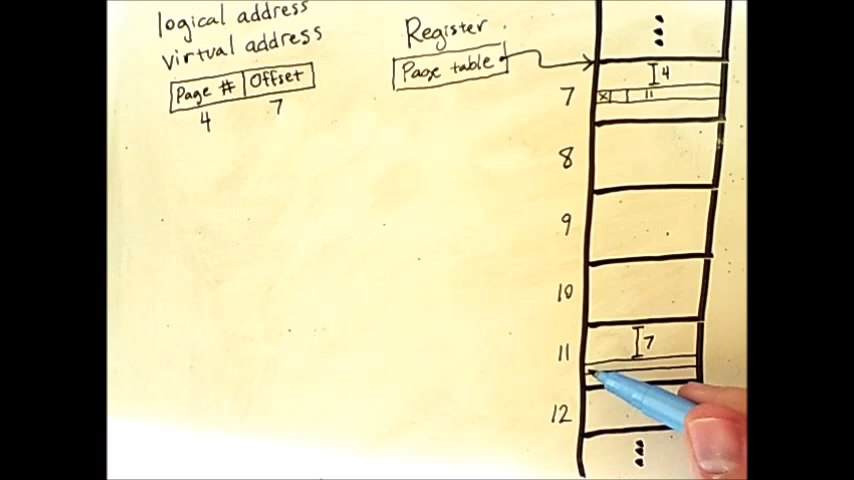 logical address
virtual address
Page # Offset
4 7
Register
Page table
4
7
11
8
9
10
11
7
12